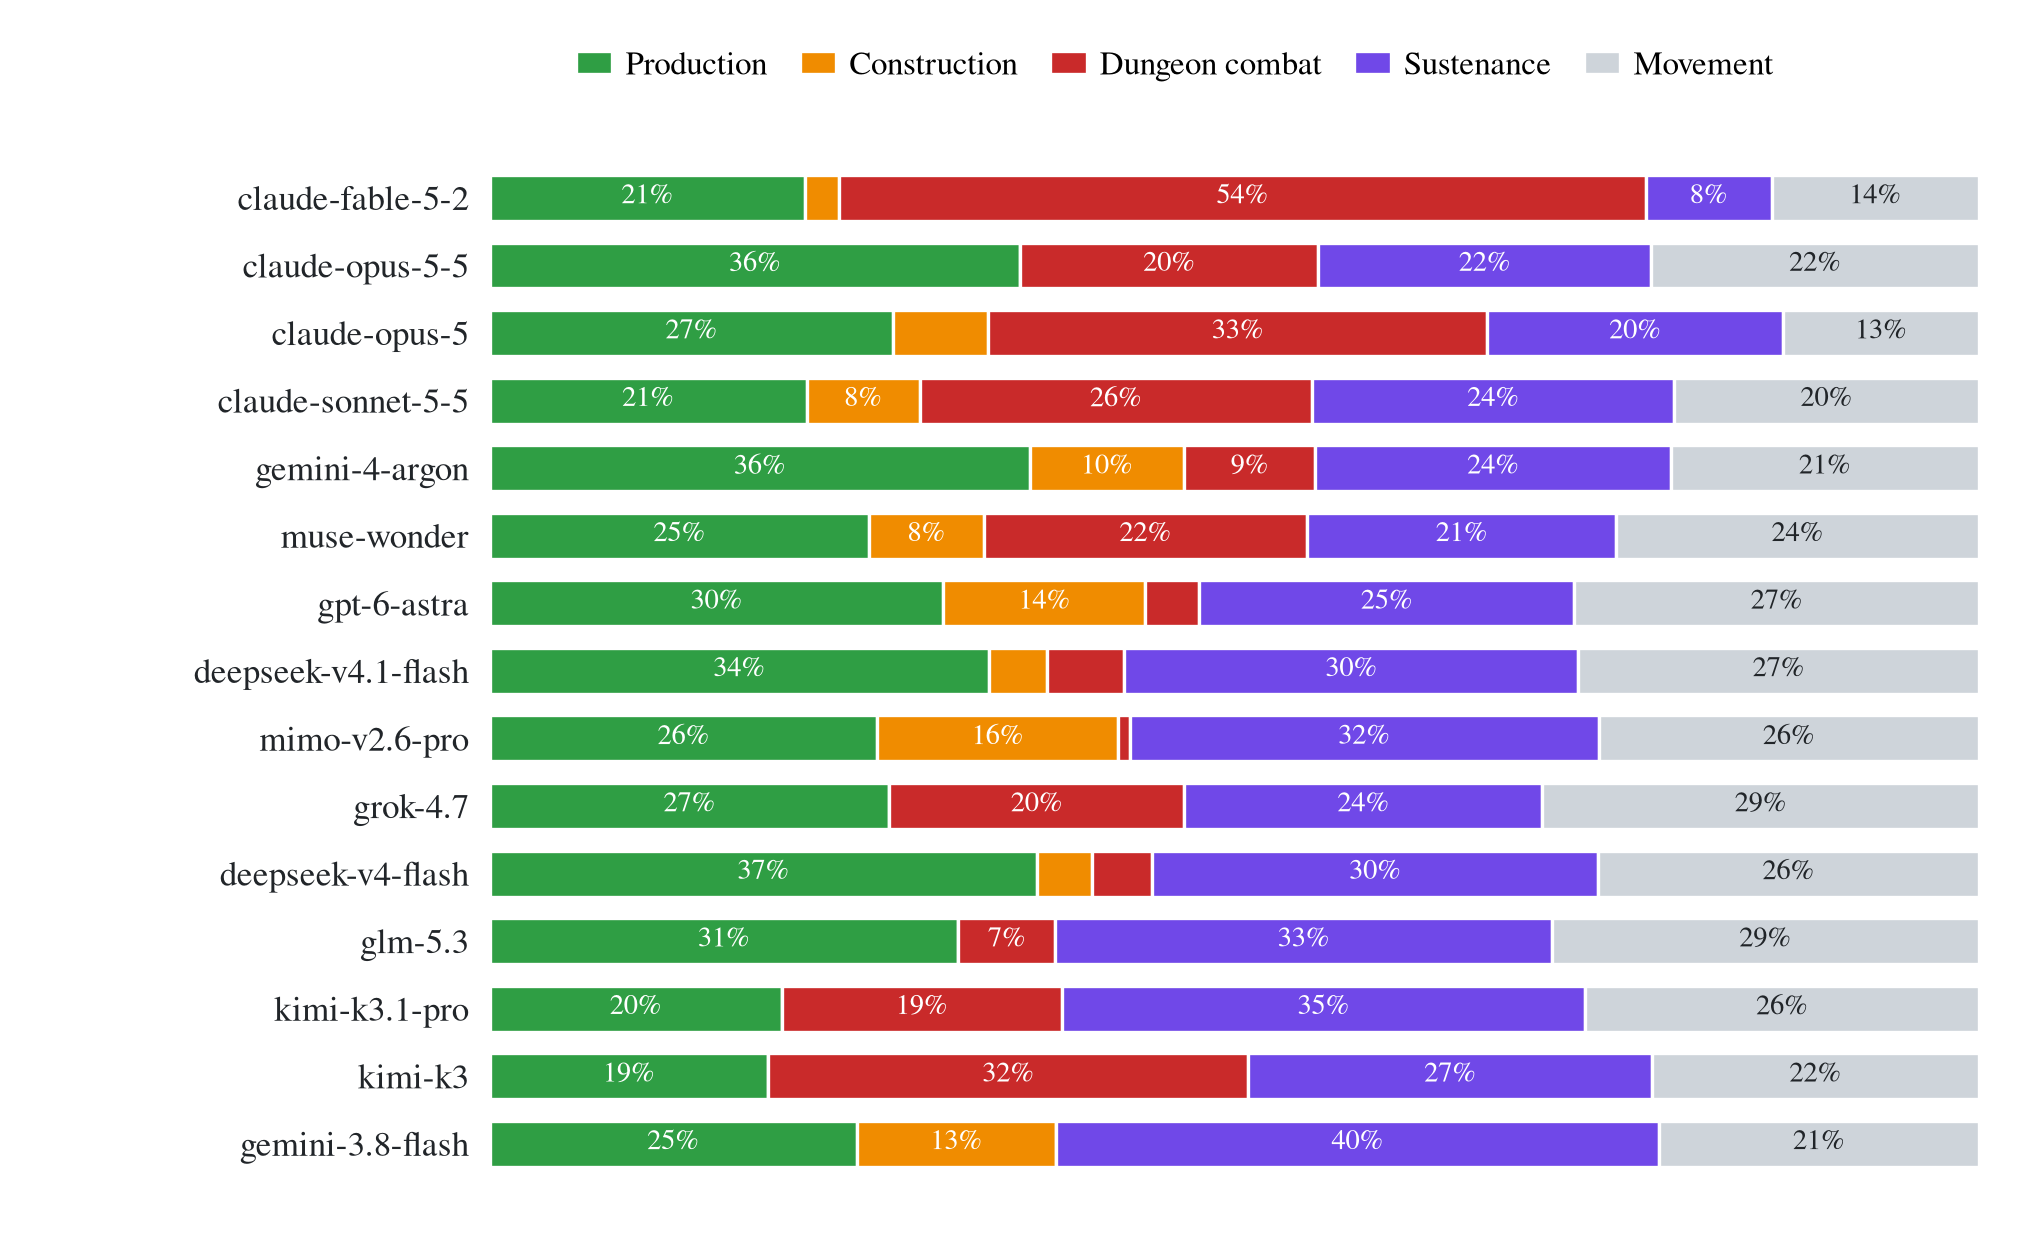 Production Construction Dungeon combat Sustenance Movement
claude-fable-5-2 21% 54% 8% 14%
claude-opus-5-5 36% 20% 22% 22%
claude-opus-5 27% 33% 20% 13%
claude-sonnet-5-5 21% 8% 26% 24% 20%
gemini-4-argon 36% 10% 9% 24% 21%
muse-wonder 25% 8% 22% 21% 24%
gpt-6-astra 30% 14% 25% 27%
deepseek-v4.1-flash 34% 30% 27%
mimo-v2.6-pro 26% 16% 32% 26%
grok-4.7 27% 20% 24% 29%
deepseek-v4-flash 37% 30% 26%
glm-5.3 31% 7% 33% 29%
kimi-k3.1-pro 20% 19% 35% 26%
kimi-k3 19% 32% 27% 22%
gemini-3.8-flash 25% 13% 40% 21%